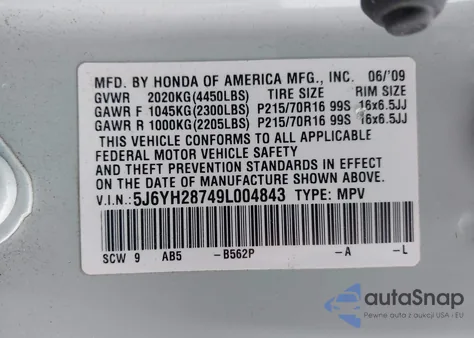 MFD. BY HONDA OF AMERICA MFG., INC. 06/'09
GVWR 2020KG(4450LBS) TIRE SIZE RIM SIZE
GAWR F 1045KG(2300LBS) P215/70R16 99S 16x6.5JJ
GAWR R 1000KG(2205LBS) P215/70R16 99S 16x6.5JJ
THIS VEHICLE CONFORMS TO ALL APPLICABLE
FEDERAL MOTOR VEHICLE SAFETY
AND THEFT PREVENTION STANDARDS IN EFFECT
ON THE DATE OF MANUFACTURE SHOWN ABOVE.
V.I.N.:5J6YH28749L004843 TYPE: MPV
SCW 9 AB5 -B562P -A -L
autoSnap
Pewne auto z USA i EU